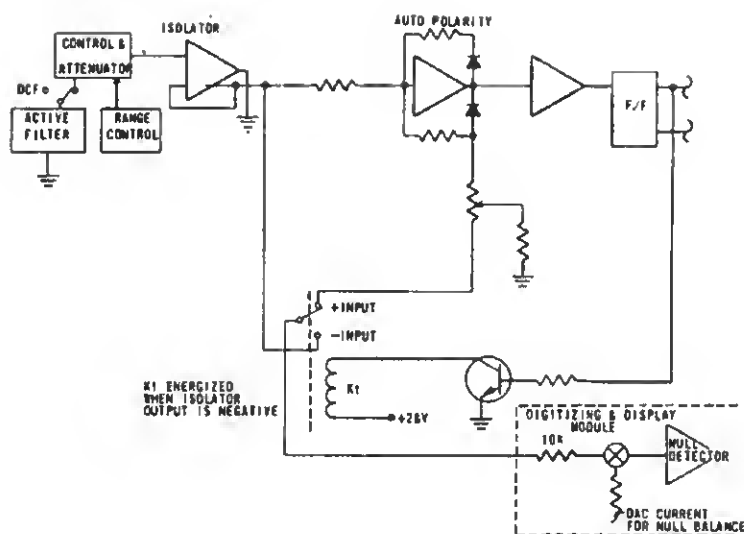 ISOLATOR
AUTO POLARITY
CONTROL &
ATTENUATOR
DCF
ACTIVE
FILTER
RANGE
CONTROL
F/F
+INPUT
-INPUT
K1 ENERGIZED
WHEN ISOLATOR
OUTPUT IS NEGATIVE
K1
+26V
DIGITIZING & DISPLAY
MODULE
10K
NULL
DETECTOR
DAC CURRENT
FOR NULL BALANCE